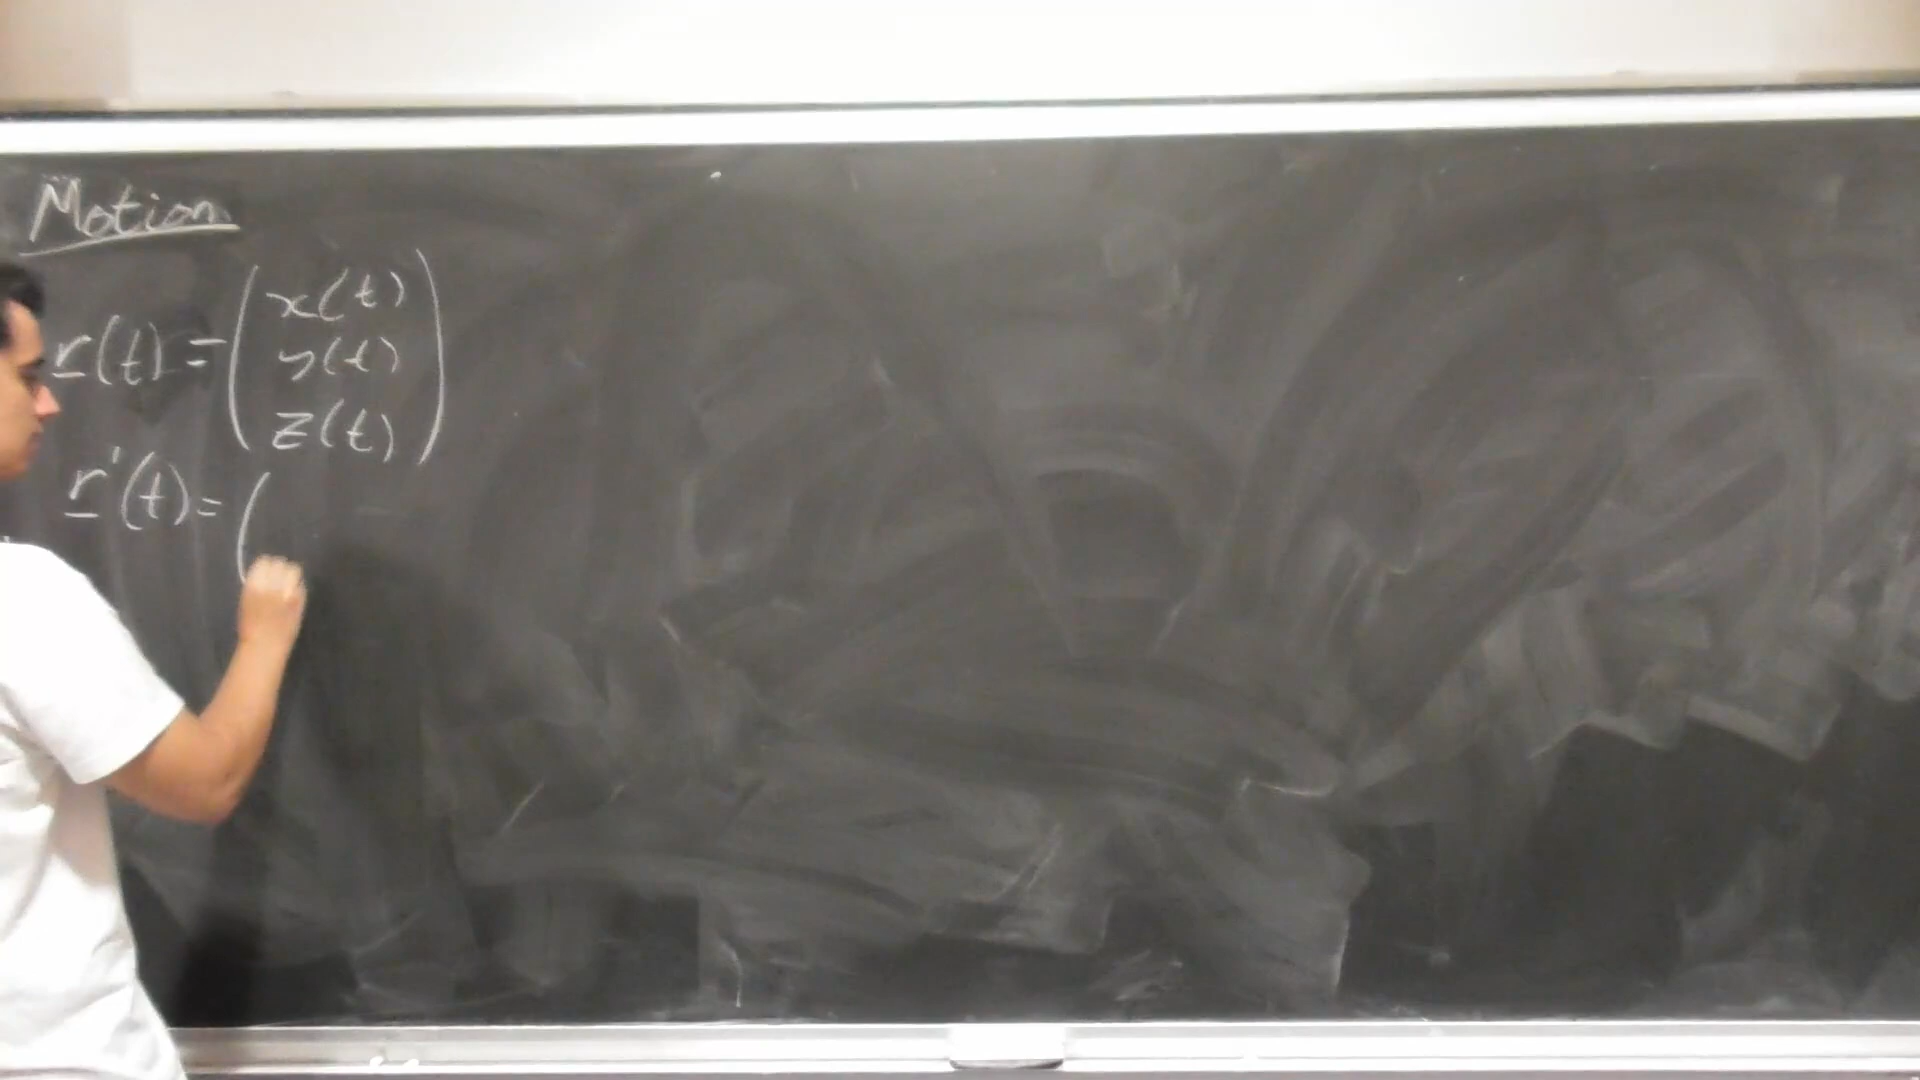 Motion
r(t) = ( x(t)
y(t)
z(t) )
r'(t) = (